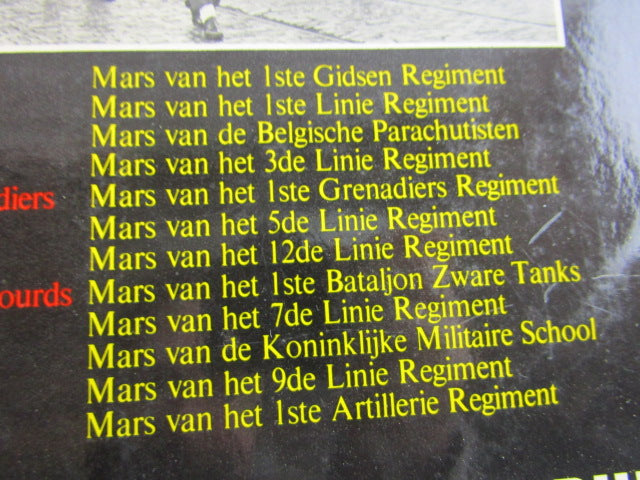 Mars van het 1ste Gidsen Regiment
Mars van het 1ste Linie Regiment
Mars van de Belgische Parachutisten
Mars van het 3de Linie Regiment
diers Mars van het 1ste Grenadiers Regiment
Mars van het 5de Linie Regiment
Mars van het 12de Linie Regiment
ourds Mars van het 1ste Bataljon Zware Tanks
Mars van het 7de Linie Regiment
Mars van de Koninklijke Militaire School
Mars van het 9de Linie Regiment
Mars van het 1ste Artillerie Regiment